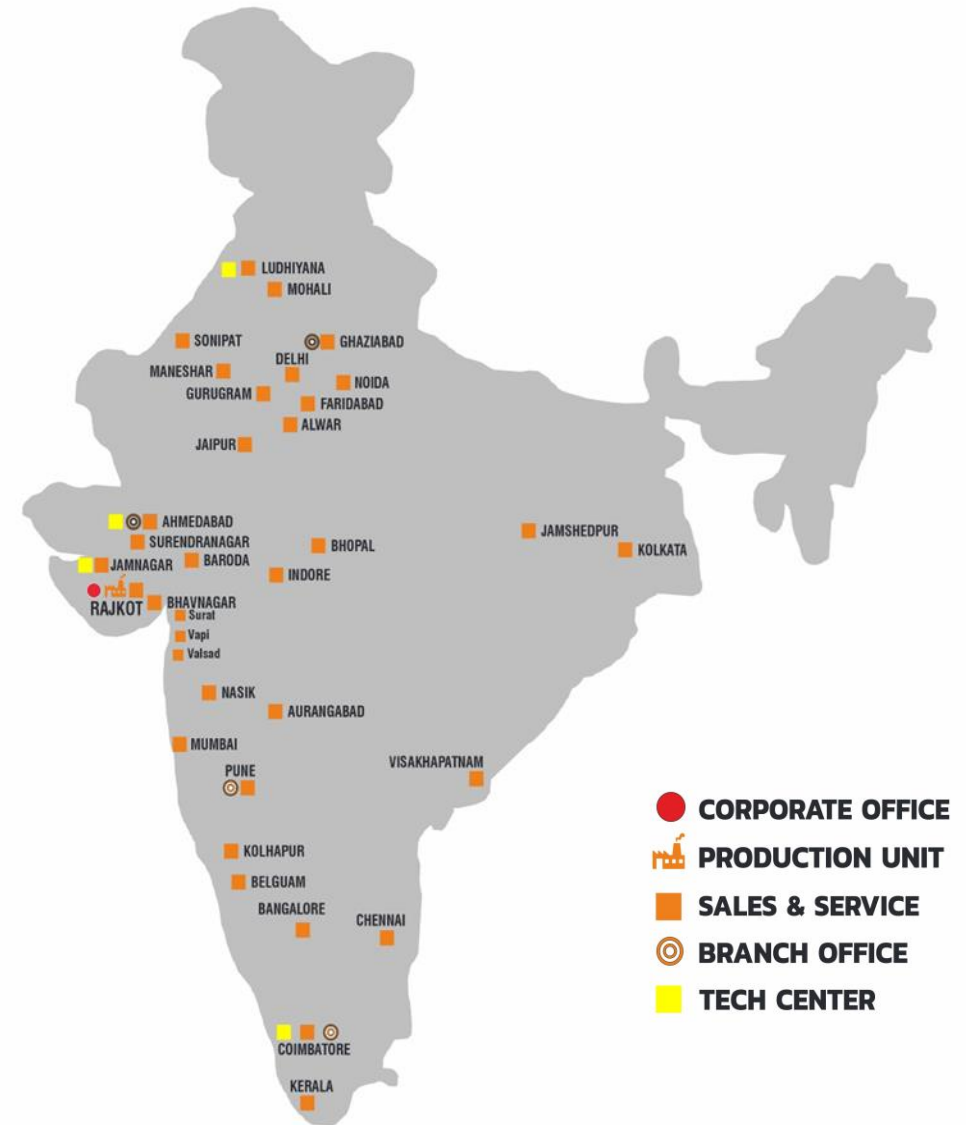 LUDHIYANA
MOHALI
SONIPAT
GHAZIABAD
DELHI
MANESHAR
NOIDA
GURUGRAM
FARIDABAD
ALWAR
JAIPUR
AHMEDABAD
SURENDRANAGAR
JAMSHEDPUR
BHOPAL
KOLKATA
BARODA
JAMNAGAR
INDORE
RAJKOT
BHAVNAGAR
Surat
Vapi
Valsad
NASIK
AURANGABAD
MUMBAI
VISAKHAPATNAM
PUNE
KOLHAPUR
BELGUAM
BANGALORE
CHENNAI
COIMBATORE
KERALA
CORPORATE OFFICE
PRODUCTION UNIT
SALES & SERVICE
BRANCH OFFICE
TECH CENTER